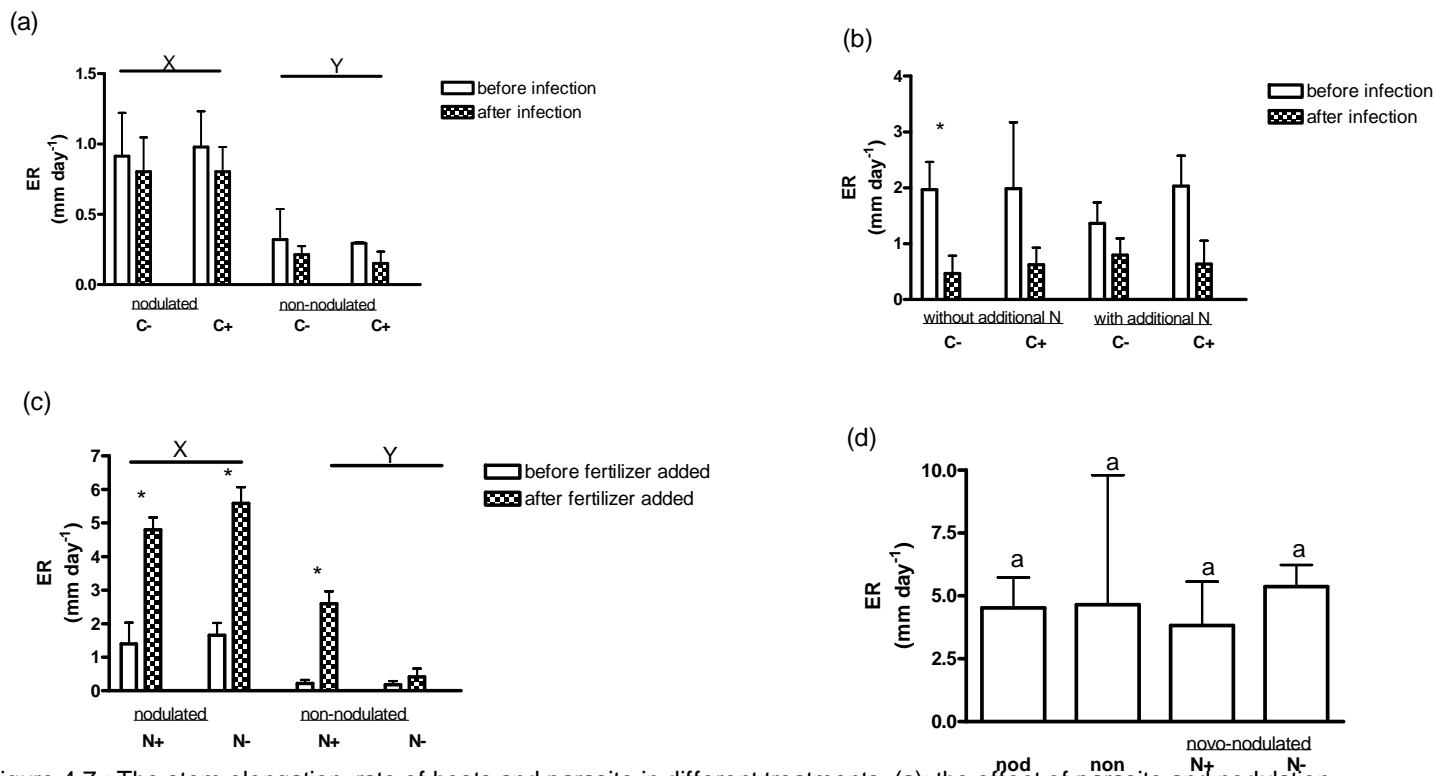 (a)
X
Y
1.5
1.0
0.5
0.0
ER
(mm day-1)
before infection
after infection
nodulated
non-nodulated
C-
C+
C-
C+
(b)
4
3
2
1
0
ER
(mm day-1)
*
before infection
after infection
without additional N
with additional N
C-
C+
C-
C+
(c)
X
Y
7
6
5
4
3
2
1
0
ER
(mm day-1)
*
*
*
before fertilizer added
after fertilizer added
nodulated
non-nodulated
N+
N-
N+
N-
(d)
10.0
7.5
5.0
2.5
0.0
ER
(mm day-1)
a
a
a
a
novo-nodulated
nod
non
N+
N-
igure 4.7 : The stem elongation rate of hosts and parasite in different treatments. (a): the effect of parasite and nodulation